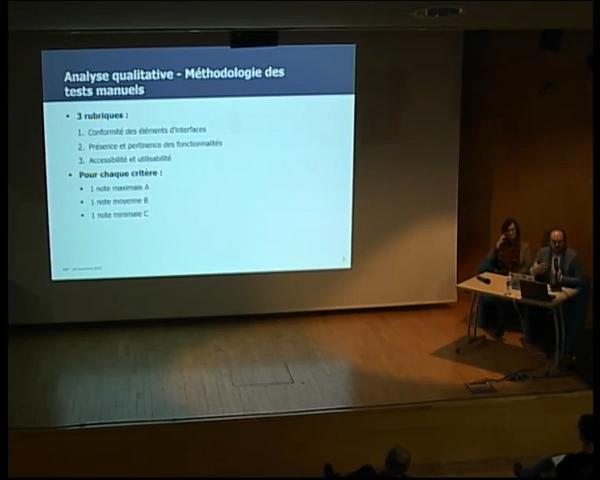 Analyse qualitative - Méthodologie des
tests manuels
• 3 rubriques :
1. Conformité des éléments d'interfaces
2. Présence et pertinence des fonctionnalités
3. Accessibilité et utilisabilité
• Pour chaque critère :
• 1 note maximale A
• 1 note moyenne B
• 1 note minimale C